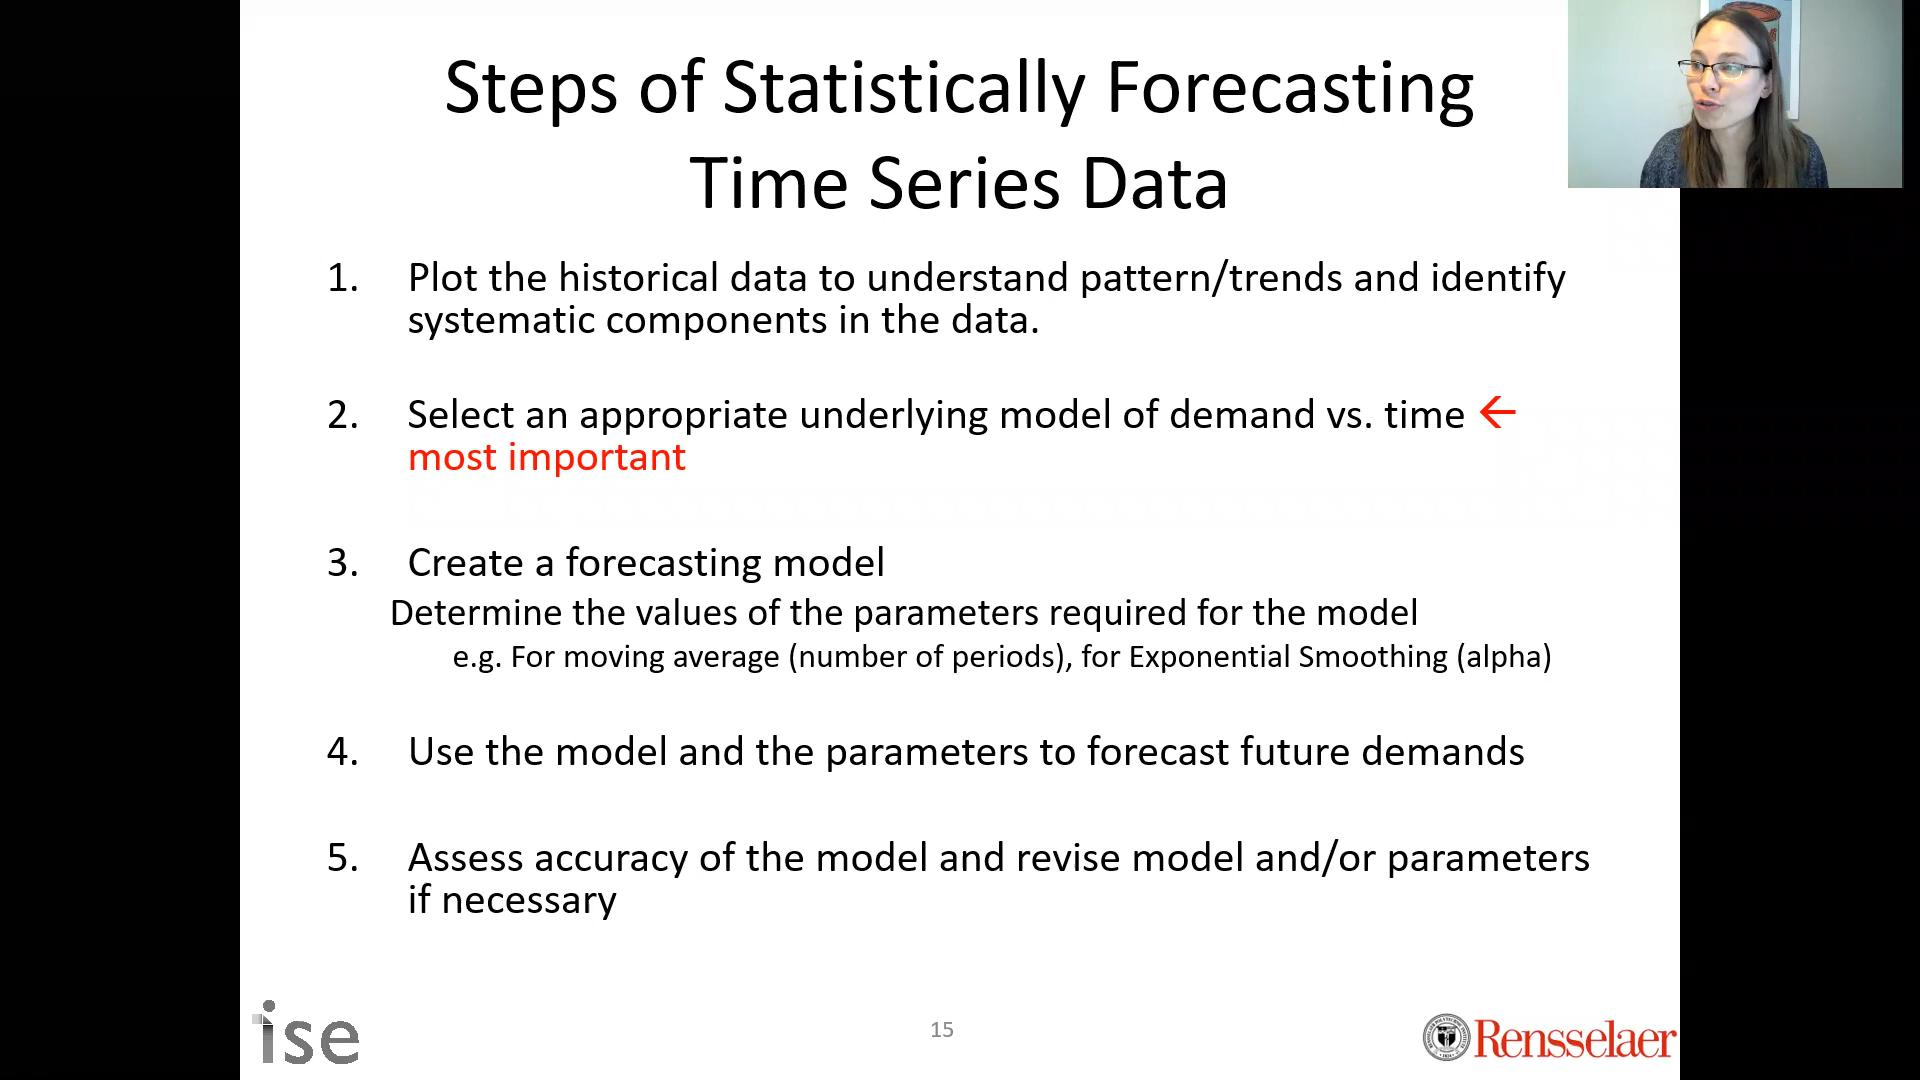 Steps of Statistically Forecasting
Time Series Data
1. Plot the historical data to understand pattern/trends and identify
systematic components in the data.
2. Select an appropriate underlying model of demand vs. time ←
most important
3. Create a forecasting model
Determine the values of the parameters required for the model
e.g. For moving average (number of periods), for Exponential Smoothing (alpha)
4. Use the model and the parameters to forecast future demands
5. Assess accuracy of the model and revise model and/or parameters
if necessary
ise
15
Rensselaer